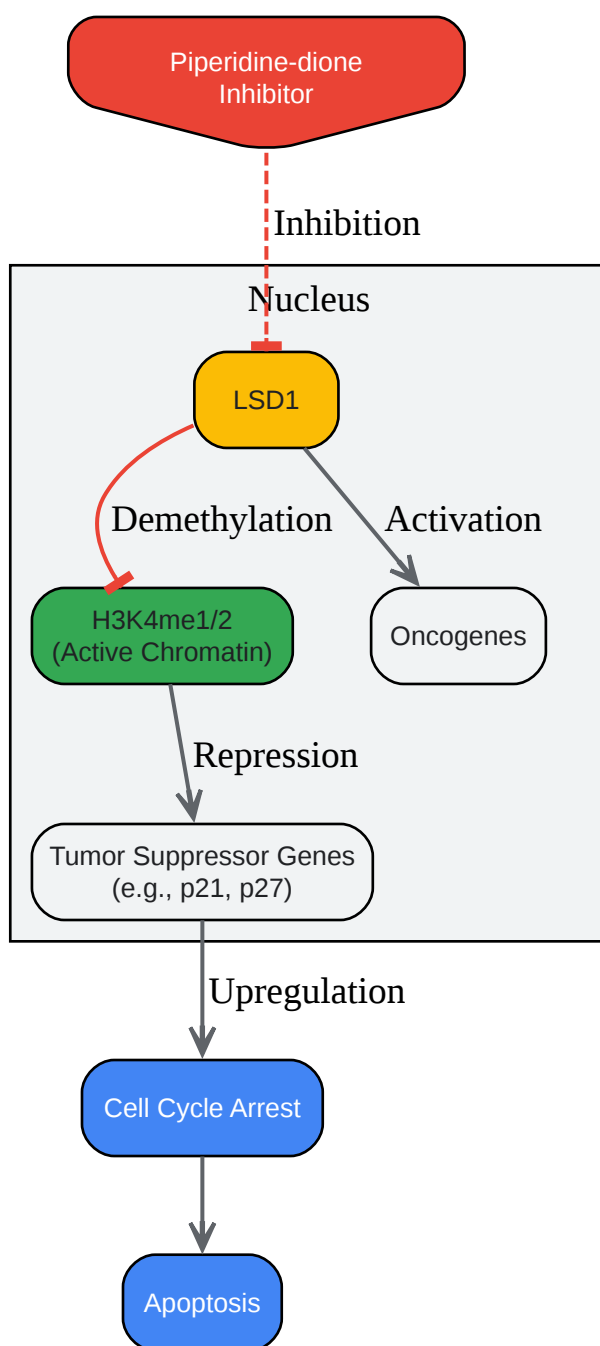 Piperidine-dione
Inhibitor
Inhibition
Nucleus
LSD1
Demethylation
Activation
H3K4me1/2
(Active Chromatin)
Oncogenes
Repression
Tumor Suppressor Genes
(e.g., p21, p27)
Upregulation
Cell Cycle Arrest
Apoptosis